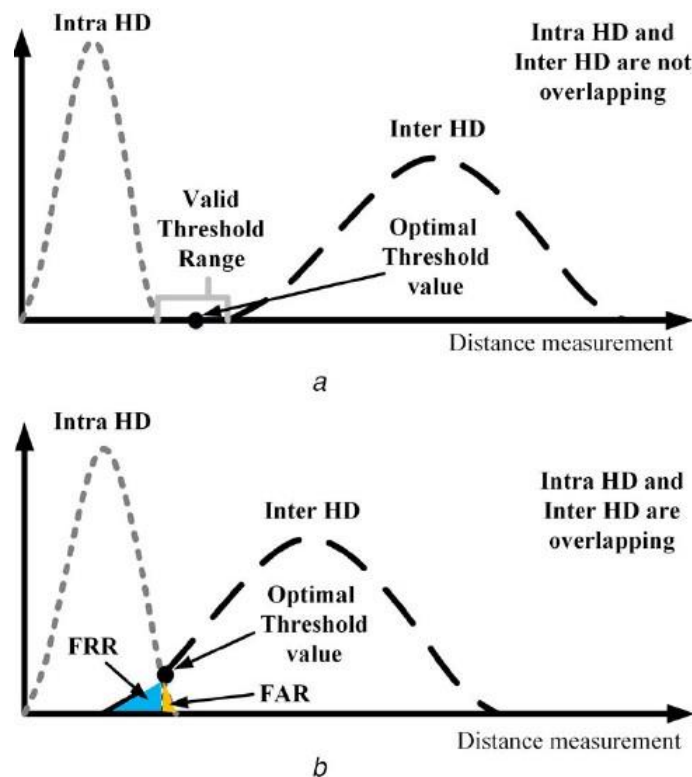 Intra HD
Intra HD and
Inter HD are not
overlapping
Inter HD
Valid
Threshold
Range
Optimal
Threshold
value
Distance measurement
a
Intra HD
Intra HD and
Inter HD are
overlapping
Inter HD
Optimal
Threshold
value
FRR
FAR
Distance measurement
b